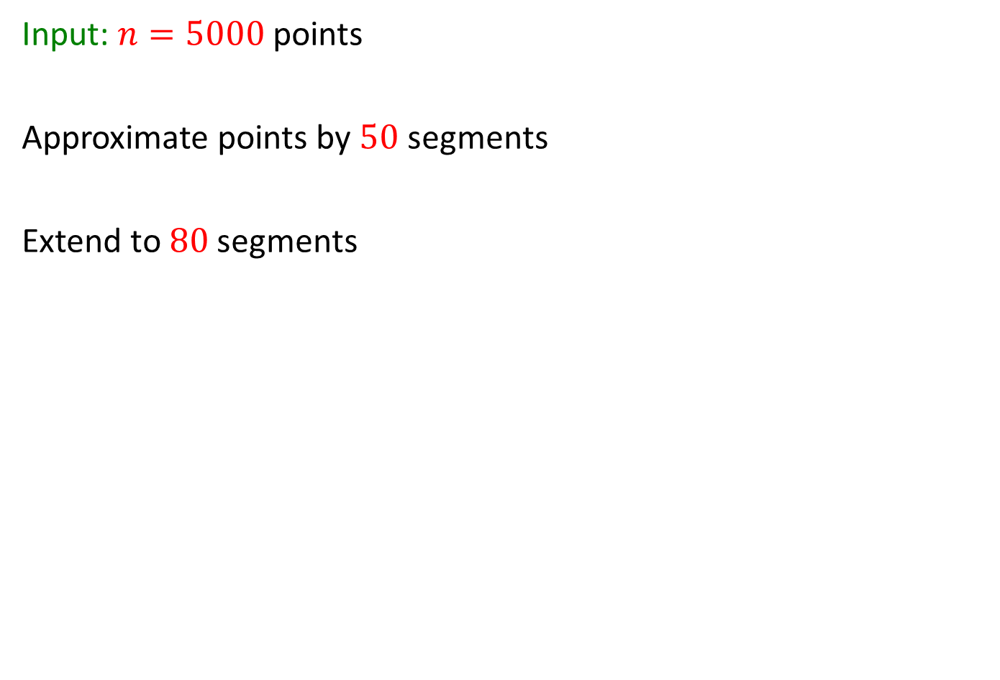 Input: n = 5000 points
Approximate points by 50 segments
Extend to 80 segments